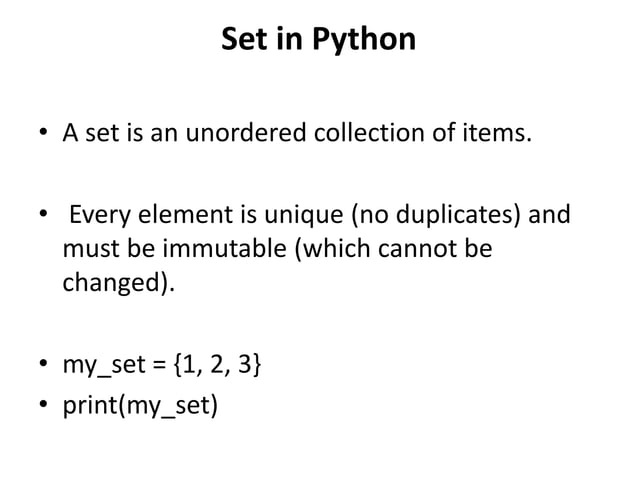 Set in Python
• A set is an unordered collection of items.
• Every element is unique (no duplicates) and
must be immutable (which cannot be
changed).
• my_set = {1, 2, 3}
• print(my_set)